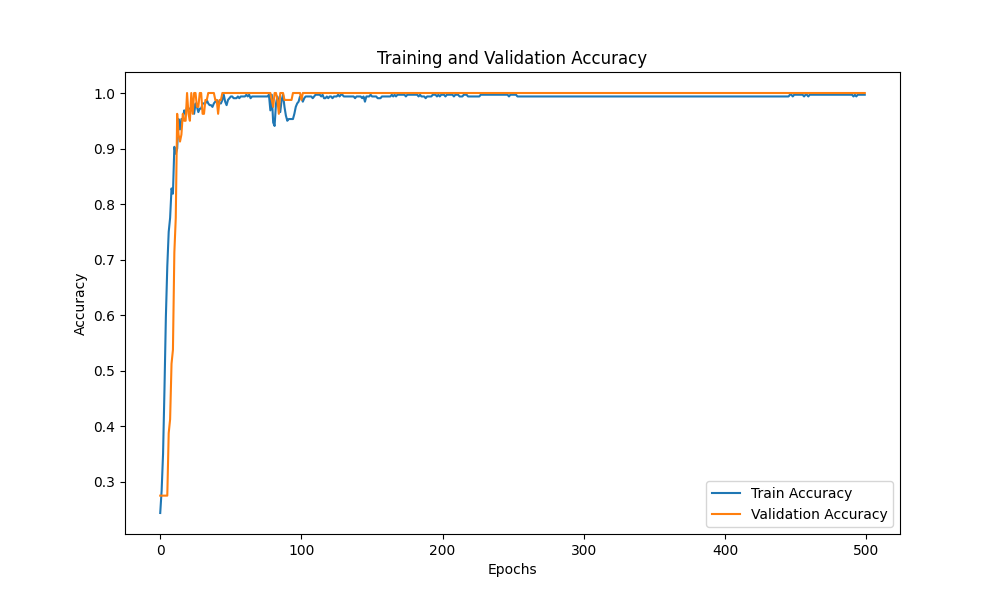 Training and Validation Accuracy
1.0
0.9
0.8
0.7
0.6
0.5
0.4
0.3
Accuracy
Train Accuracy
Validation Accuracy
0
100
200
300
400
500
Epochs